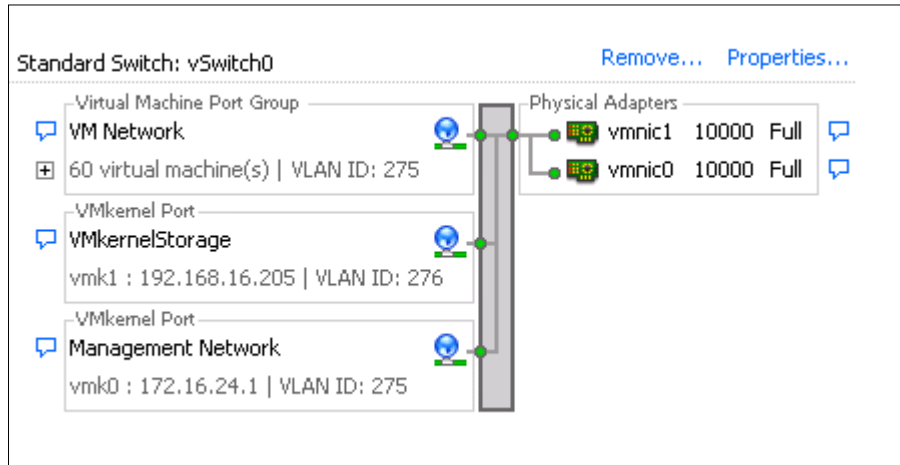 Standard Switch: vSwitch0 Remove... Properties...
Virtual Machine Port Group
VM Network
60 virtual machine(s) | VLAN ID: 275
Physical Adapters
vmnic1 10000 Full
vmnic0 10000 Full
VMkernel Port
VMkernelStorage
vmk1 : 192.168.16.205 | VLAN ID: 276
VMkernel Port
Management Network
vmk0 : 172.16.24.1 | VLAN ID: 275